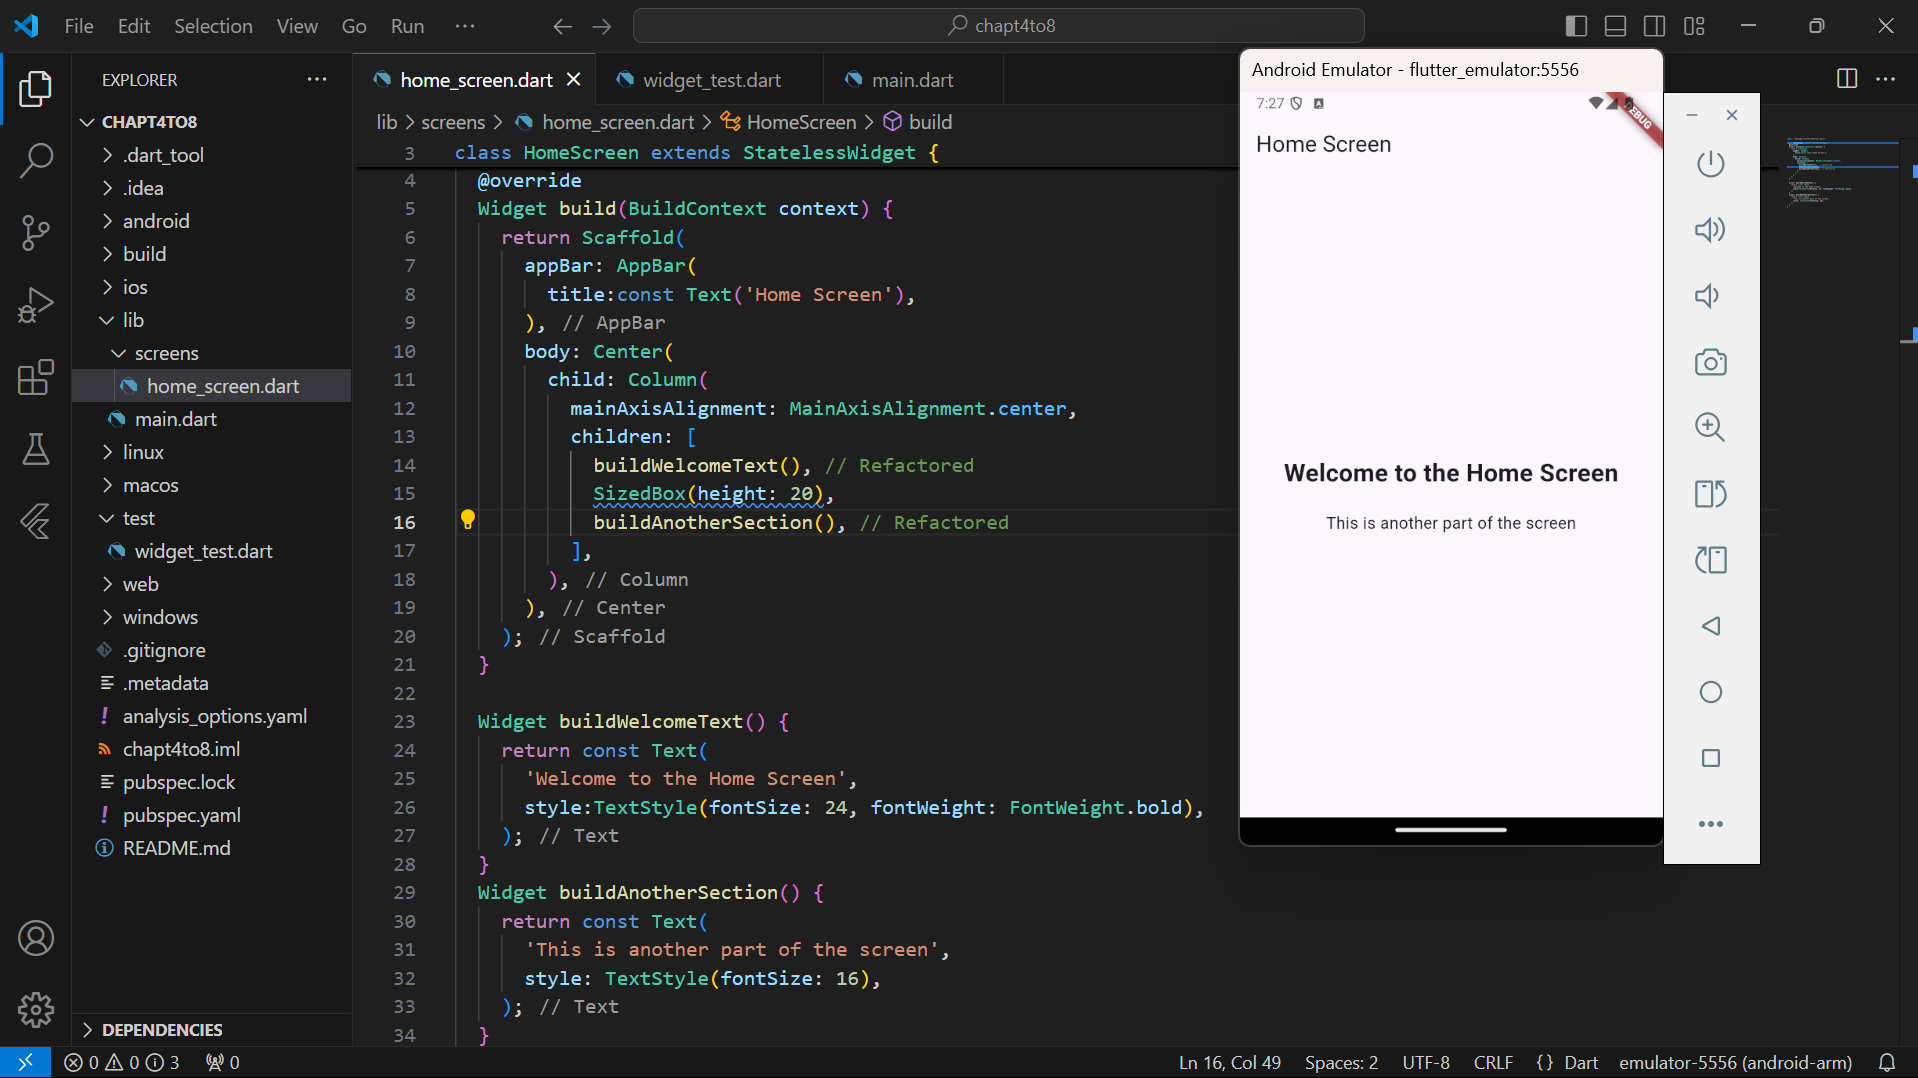 File Edit Selection View Go Run ···
chapt4to8
EXPLORER
CHAPT4TO8
.dart_tool
.idea
android
build
ios
lib
screens
home_screen.dart
main.dart
linux
macos
test
widget_test.dart
web
windows
.gitignore
.metadata
analysis_options.yaml
chapt4to8.iml
pubspec.lock
pubspec.yaml
README.md
DEPENDENCIES
home_screen.dart widget_test.dart main.dart
lib > screens > home_screen.dart > HomeScreen > build
3 class HomeScreen extends StatelessWidget {
4 @override
5 Widget build(BuildContext context) {
6 return Scaffold(
7 appBar: AppBar(
8 title:const Text('Home Screen'),
9 ), // AppBar
10 body: Center(
11 child: Column(
12 mainAxisAlignment: MainAxisAlignment.center,
13 children: [
14 buildWelcomeText(), // Refactored
15 SizedBox(height: 20),
16 buildAnotherSection(), // Refactored
17 ],
18 ), // Column
19 ), // Center
20 ); // Scaffold
21 }
22
23 Widget buildWelcomeText() {
24 return const Text(
25 'Welcome to the Home Screen',
26 style:TextStyle(fontSize: 24, fontWeight: FontWeight.bold),
27 ); // Text
28 }
29 Widget buildAnotherSection() {
30 return const Text(
31 'This is another part of the screen',
32 style: TextStyle(fontSize: 16),
33 ); // Text
34 }
Android Emulator - flutter_emulator:5556
7:27
Home Screen
Welcome to the Home Screen
This is another part of the screen
0 0 3 0
Ln 16, Col 49 Spaces: 2 UTF-8 CRLF {} Dart emulator-5556 (android-arm)